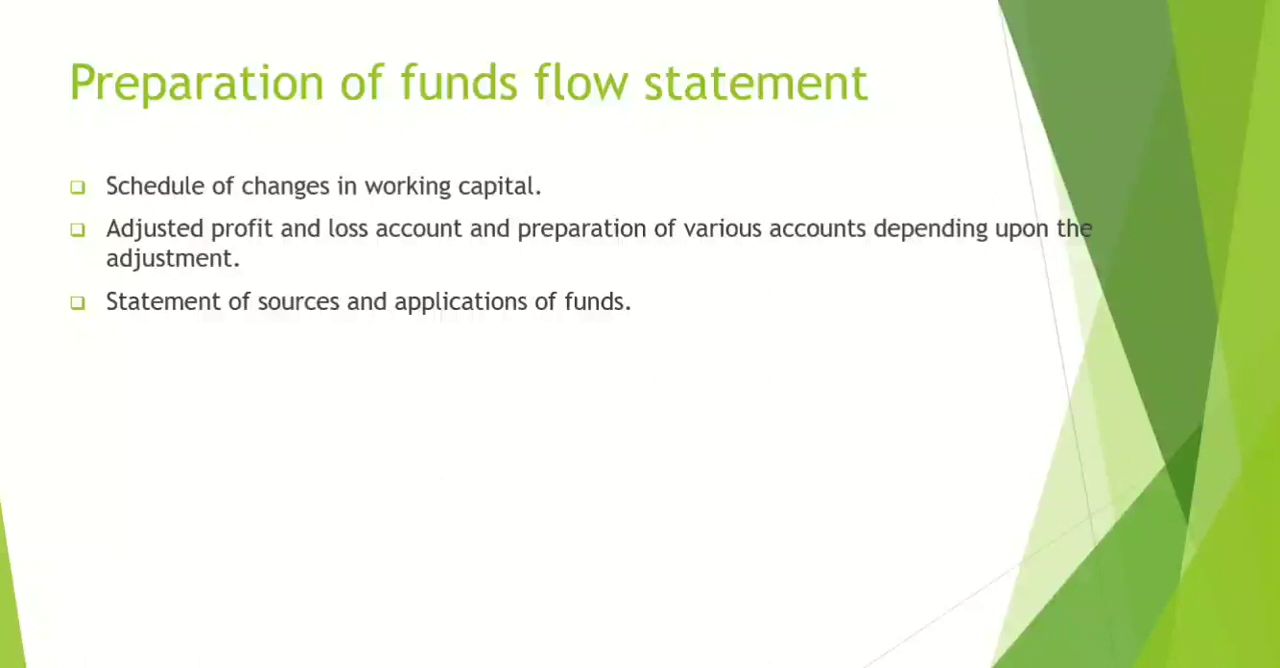 Preparation of funds flow statement
Schedule of changes in working capital.
Adjusted profit and loss account and preparation of various accounts depending upon the
adjustment.
Statement of sources and applications of funds.